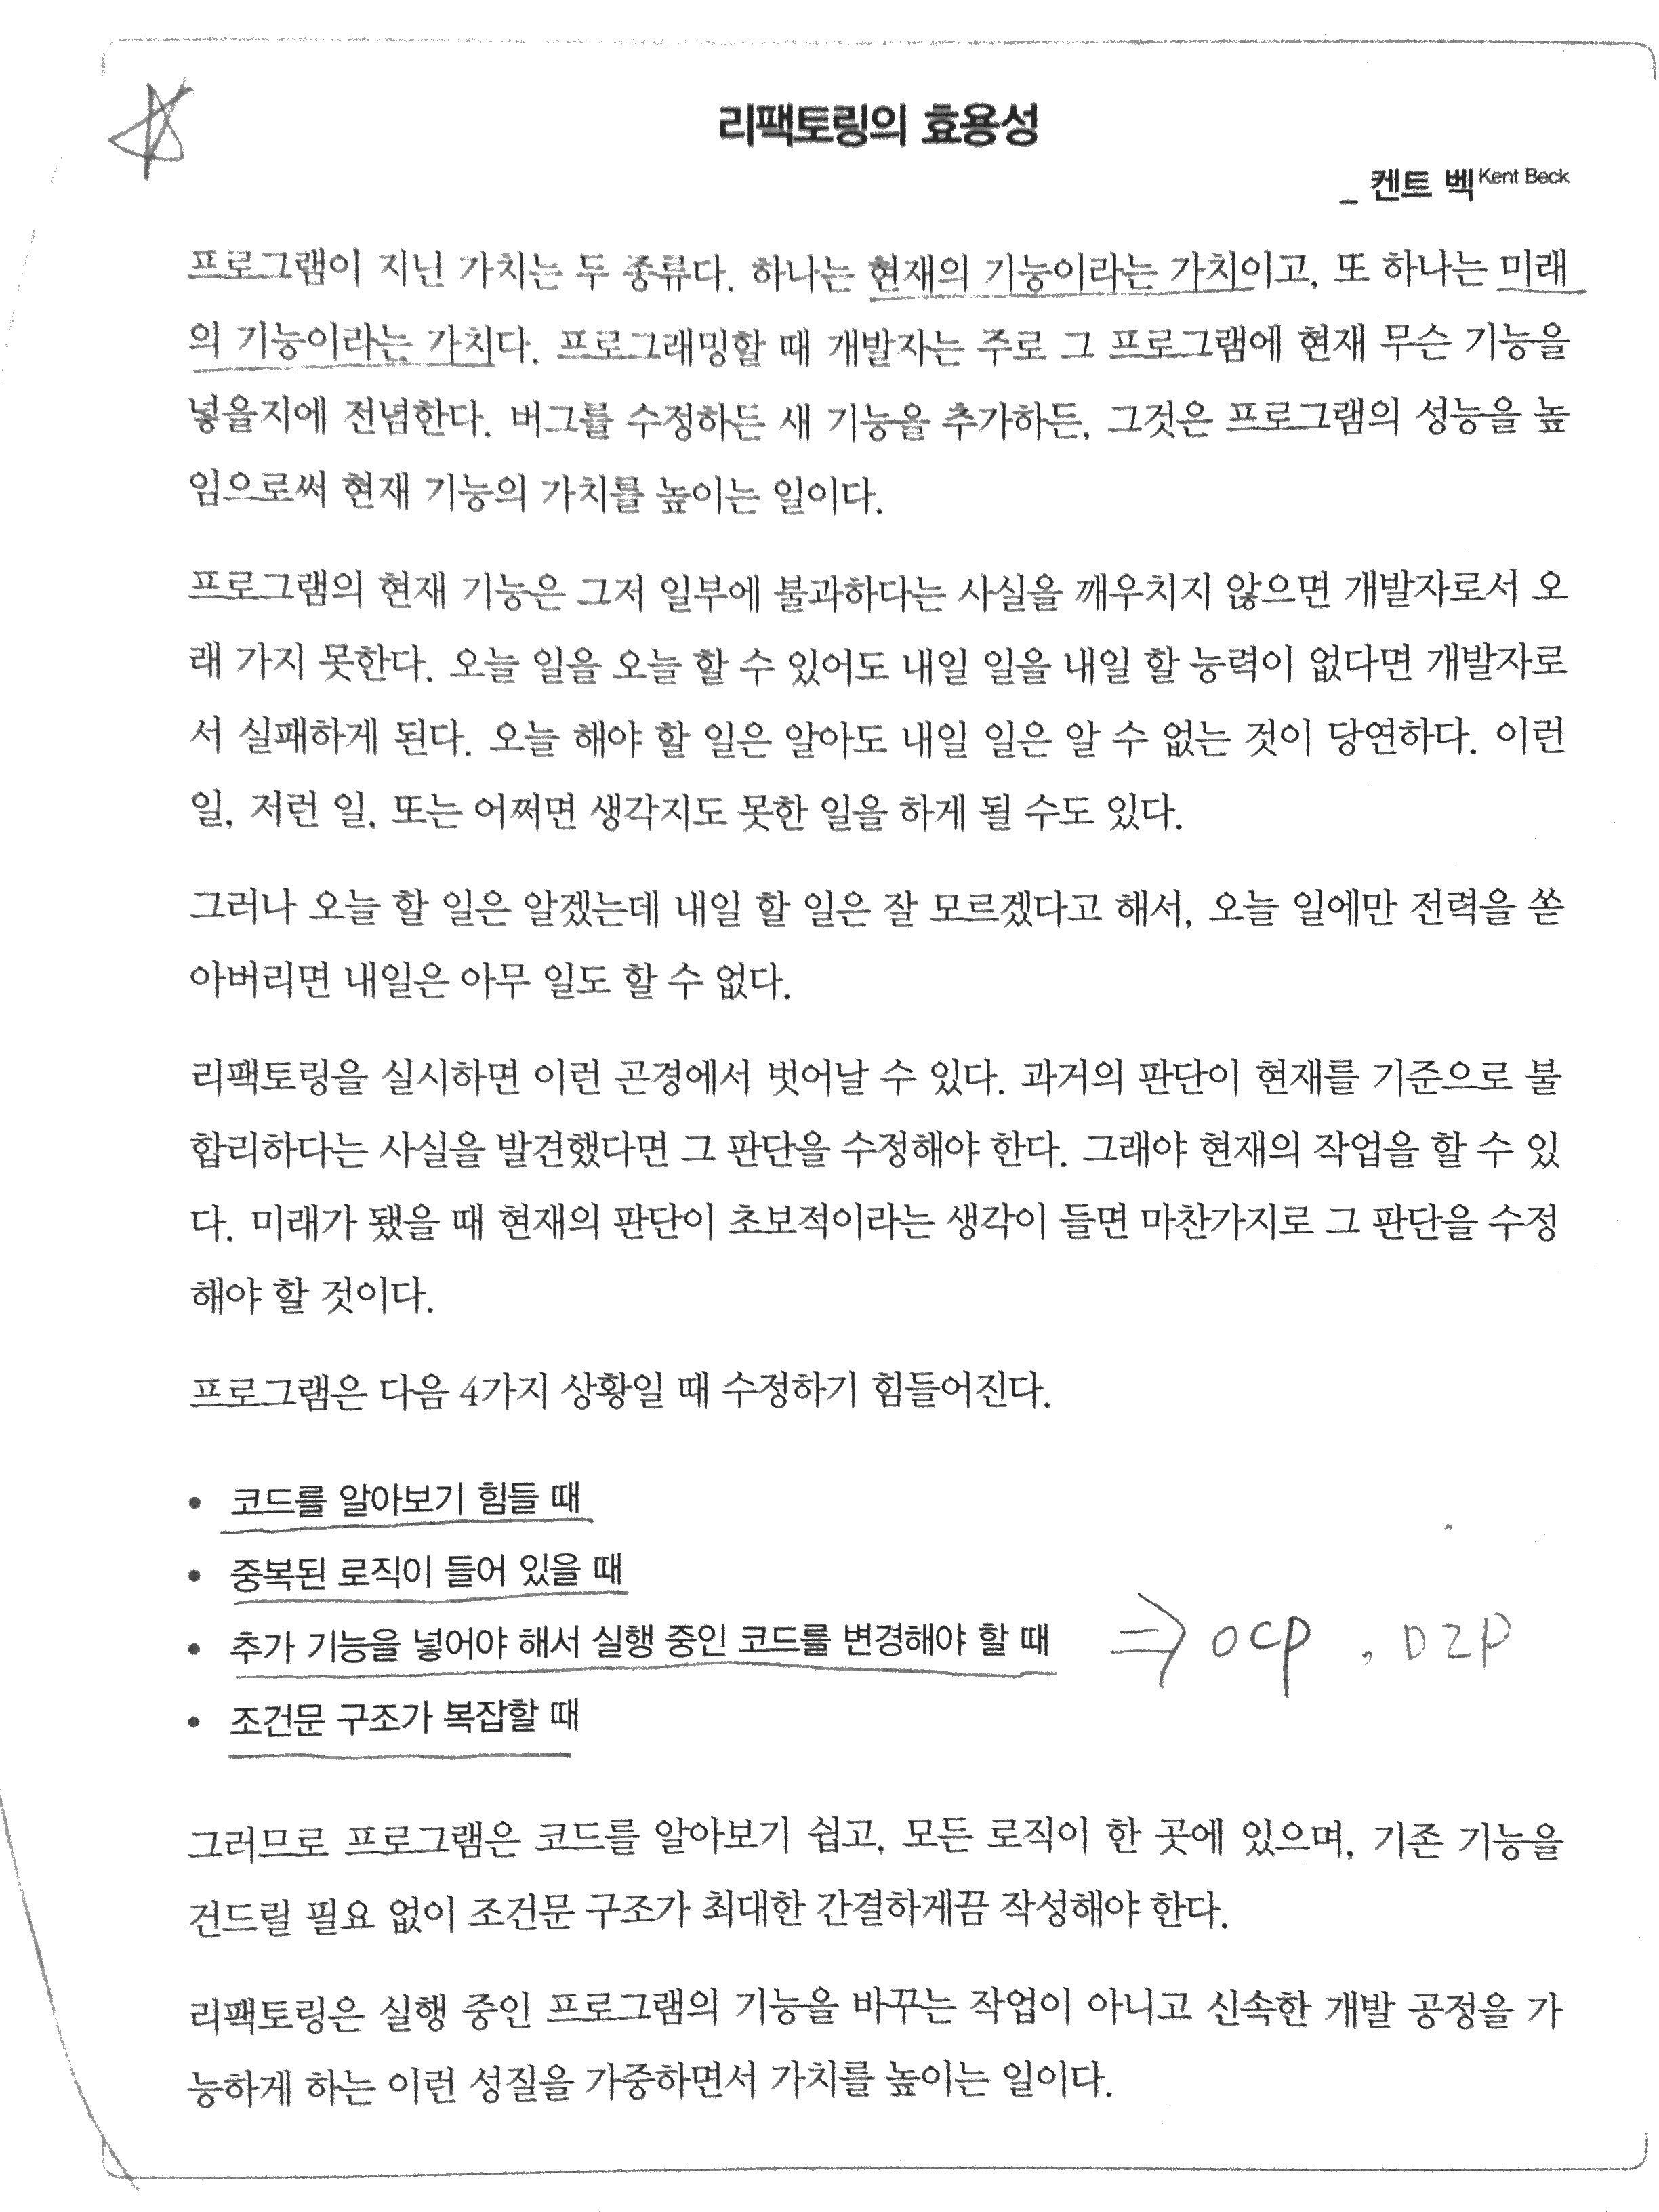 리팩토링의 효용성
_ 켄트 벡Kent Beck
프로그램이 지닌 가치는 두 종류다. 하나는 현재의 기능이라는 가치이고, 또 하나는 미래
의 기능이라는 가치다. 프로그래밍할 때 개발자는 주로 그 프로그램에 현재 무슨 기능을
넣을지에 전념한다. 버그를 수정하든 새 기능을 추가하든, 그것은 프로그램의 성능을 높
임으로써 현재 기능의 가치를 높이는 일이다.
프로그램의 현재 기능은 그저 일부에 불과하다는 사실을 깨우치지 않으면 개발자로서 오
래 가지 못한다. 오늘 일을 오늘 할 수 있어도 내일 일을 내일 할 능력이 없다면 개발자로
서 실패하게 된다. 오늘 해야 할 일은 알아도 내일 일은 알 수 없는 것이 당연하다. 이런
일, 저런 일, 또는 어쩌면 생각지도 못한 일을 하게 될 수도 있다.
그러나 오늘 할 일은 알겠는데 내일 할 일은 잘 모르겠다고 해서, 오늘 일에만 전력을 쏟
아버리면 내일은 아무 일도 할 수 없다.
리팩토링을 실시하면 이런 곤경에서 벗어날 수 있다. 과거의 판단이 현재를 기준으로 불
합리하다는 사실을 발견했다면 그 판단을 수정해야 한다. 그래야 현재의 작업을 할 수 있
다. 미래가 됐을 때 현재의 판단이 초보적이라는 생각이 들면 마찬가지로 그 판단을 수정
해야 할 것이다.
프로그램은 다음 4가지 상황일 때 수정하기 힘들어진다.
• 코드를 알아보기 힘들 때
• 중복된 로직이 들어 있을 때
• 추가 기능을 넣어야 해서 실행 중인 코드를 변경해야 할 때 ⇒ OCP, DIP
• 조건문 구조가 복잡할 때
그러므로 프로그램은 코드를 알아보기 쉽고, 모든 로직이 한 곳에 있으며, 기존 기능을
건드릴 필요 없이 조건문 구조가 최대한 간결하게끔 작성해야 한다.
리팩토링은 실행 중인 프로그램의 기능을 바꾸는 작업이 아니고 신속한 개발 공정을 가
능하게 하는 이런 성질을 가중하면서 가치를 높이는 일이다.